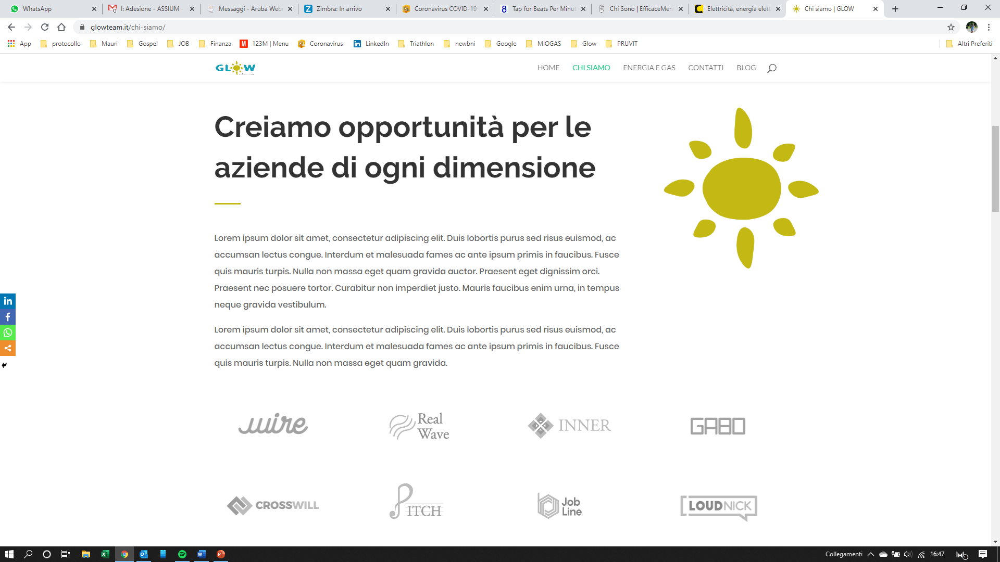 WhatsApp
I: Adesione - ASSIUM -
Messaggi - Aruba Web
Zimbra: In arrivo
Coronavirus COVID-19
Tap for Beats Per Minut
Chi Sono | EfficaceMen
Elettricità, energia elett
Chi siamo | GLOW
glowteam.it/chi-siamo/
App
protocollo
Mauri
Gospel
JOB
Finanza
123M | Menu
Coronavirus
LinkedIn
Triathlon
newbni
Google
MIOGAS
Glow
PRUVIT
Altri Preferiti
GLOW
HOME
CHI SIAMO
ENERGIA E GAS
CONTATTI
BLOG
Creiamo opportunità per le
aziende di ogni dimensione
Lorem ipsum dolor sit amet, consectetur adipiscing elit. Duis lobortis purus sed risus euismod, ac
accumsan lectus congue. Interdum et malesuada fames ac ante ipsum primis in faucibus. Fusce
quis mauris turpis. Nulla non massa eget quam gravida auctor. Praesent eget dignissim orci.
Praesent nec posuere tortor. Curabitur non imperdiet justo. Mauris faucibus enim urna, in tempus
neque gravida vestibulum.
Lorem ipsum dolor sit amet, consectetur adipiscing elit. Duis lobortis purus sed risus euismod, ac
accumsan lectus congue. Interdum et malesuada fames ac ante ipsum primis in faucibus. Fusce
quis mauris turpis. Nulla non massa eget quam gravida.
wire
Real
Wave
INNER
GABO
CROSSWILL
PITCH
Job
Line
LOUDNICK
Collegamenti
16:47